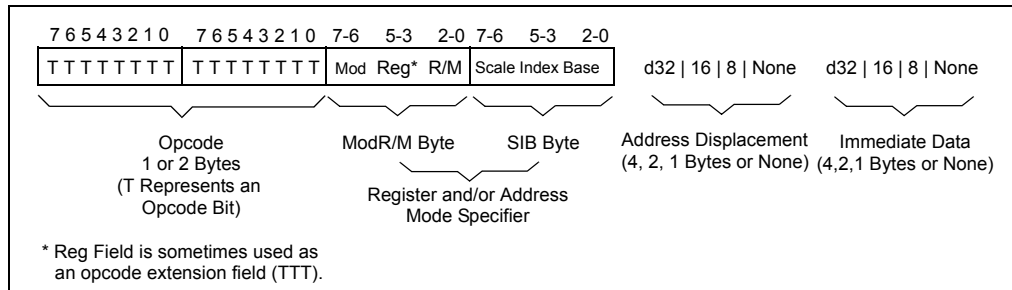 7 6 5 4 3 2 1 0 7 6 5 4 3 2 1 0 7-6 5-3 2-0 7-6 5-3 2-0
T T T T T T T T T T T T T T T T Mod Reg* R/M Scale Index Base d32 | 16 | 8 | None d32 | 16 | 8 | None
Opcode
1 or 2 Bytes
(T Represents an
Opcode Bit)
ModR/M Byte SIB Byte
Register and/or Address
Mode Specifier
Address Displacement
(4, 2, 1 Bytes or None)
Immediate Data
(4,2,1 Bytes or None)
* Reg Field is sometimes used as
an opcode extension field (TTT).